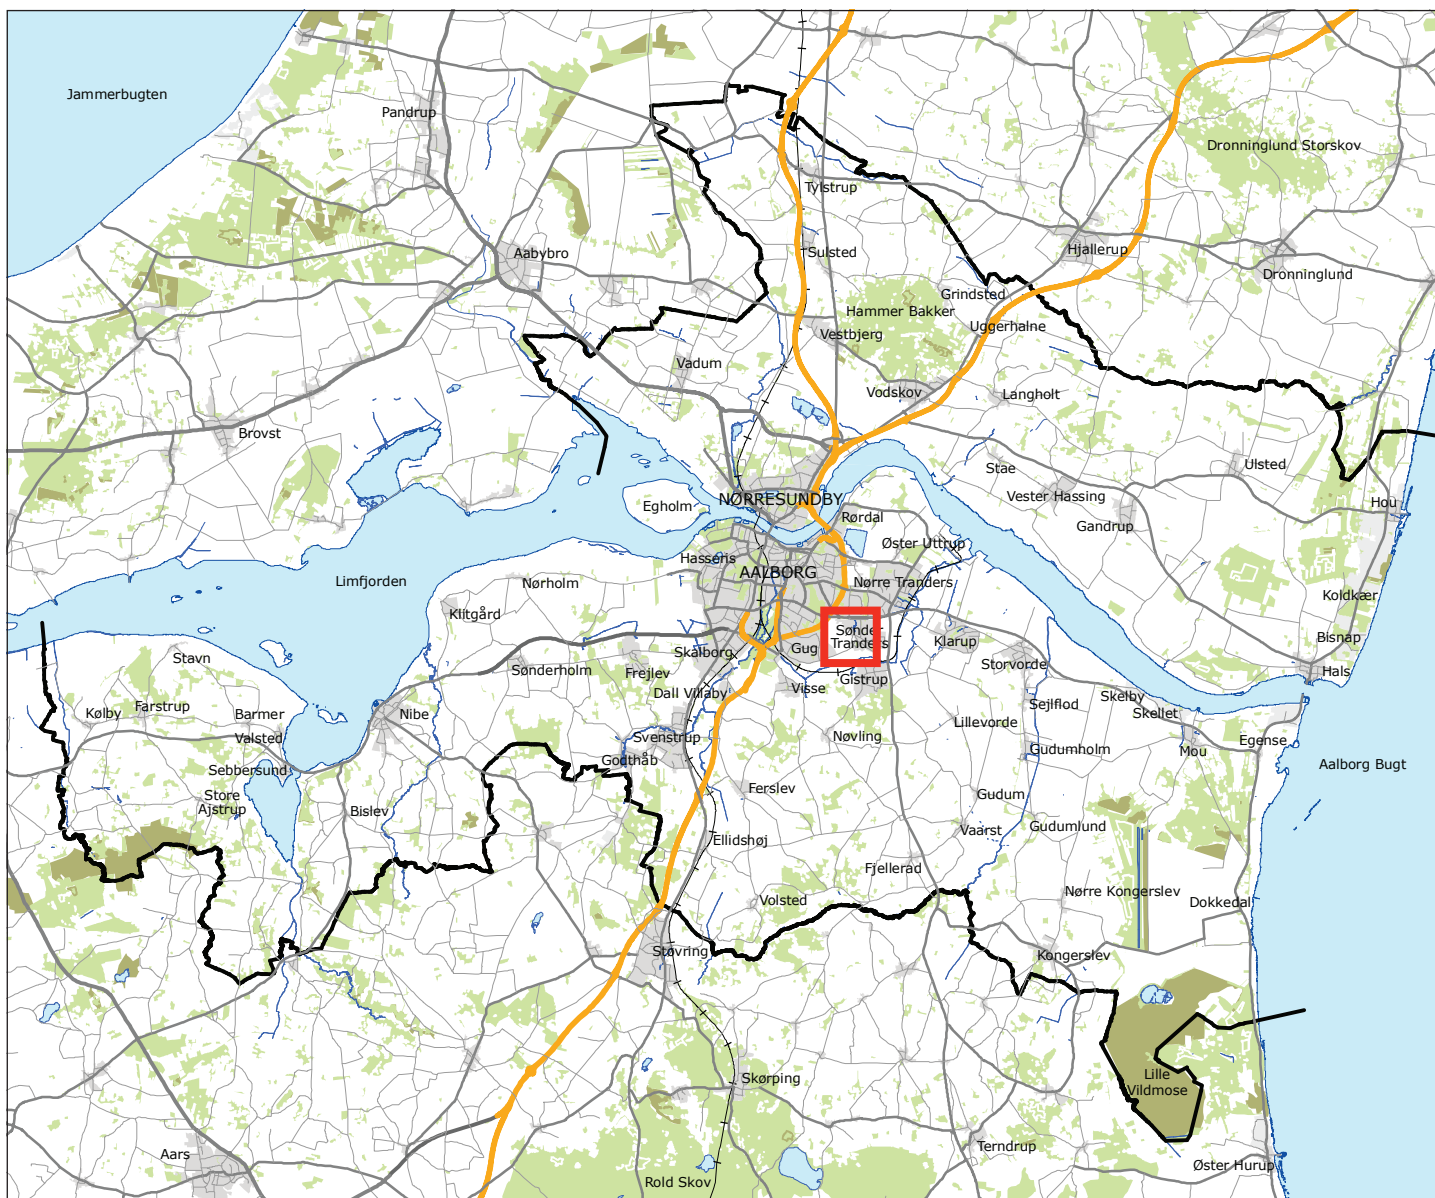 Jammerbugten
Pandrup
Dronninglund Storskov
Tylstrup
Sulsted
Hjallerup
Aabybro
Dronninglund
Grindsted
Hammer Bakker
Uggerhalne
Vestbjerg
Vadum
Vodskov
Langholt
Brovst
Ulsted
Stae
Vester Hassing
NØRRESUNDBY
Egholm
Hou
Rørdal
Gandrup
Øster Uttrup
Hasseris
AALBORG
Limfjorden
Nørholm
Nørre Tranders
Koldkær
Klitgård
Sønder
Tranders
Bisnap
Klarup
Gug
Skalborg
Stavn
Storvorde
Sønderholm
Frejlev
Hals
Gistrup
Visse
Dall Villaby
Skelby
Sejlflod
Farstrup
Kølby
Barmer
Nibe
Skellet
Lillevorde
Valsted
Svenstrup
Nøvling
Egense
Gudumholm
Mou
Godthåb
Aalborg Bugt
Sebbersund
Ferslev
Store
Ajstrup
Gudum
Bislev
Gudumlund
Vaarst
Ellidshøj
Fjellerad
Nørre Kongerslev
Volsted
Dokkedal
Støvring
Kongerslev
Lille
Vildmose
Skørping
Terndrup
Aars
Øster Hurup
Rold Skov